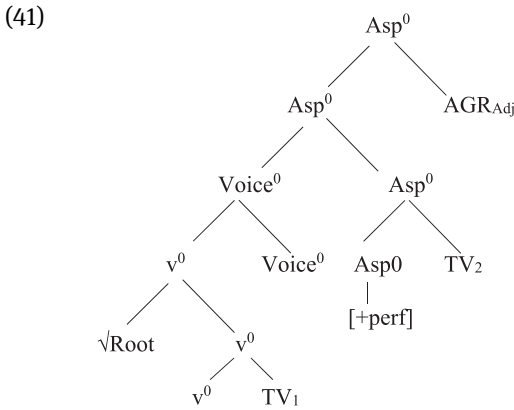 (41)
Asp⁰
Asp⁰ AGRAdj
Voice⁰ Asp⁰
v⁰ Voice⁰ Asp0 TV₂
[+perf]
√Root v⁰
v⁰ TV₁